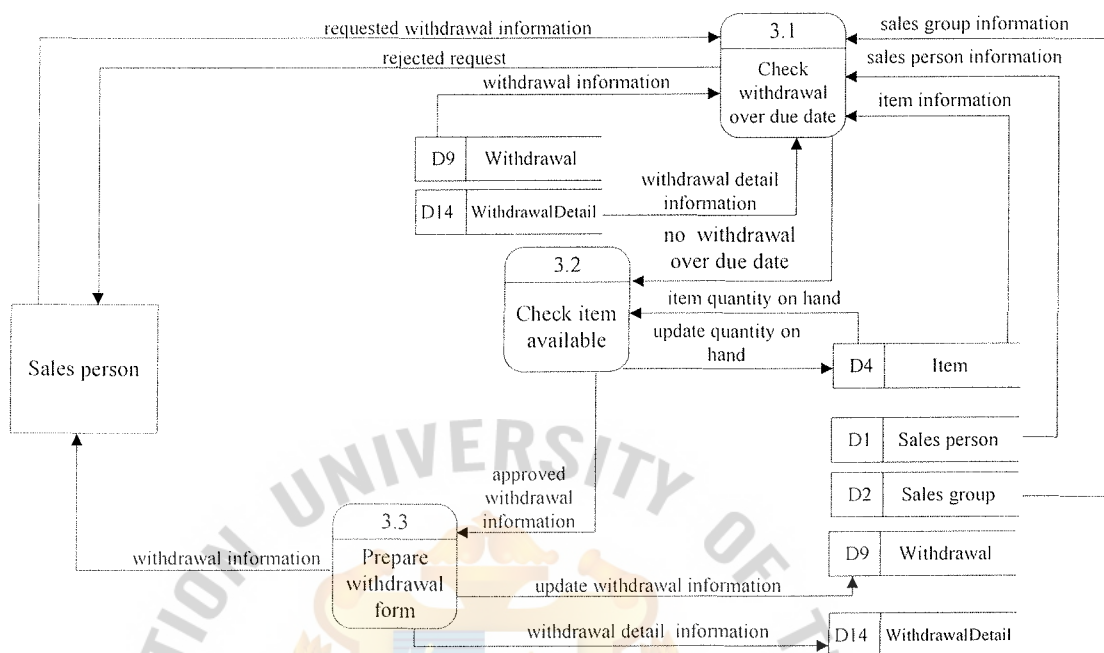 requested withdrawal information
rejected request
withdrawal information
3.1
Check
withdrawal
over due date
sales group information
sales person information
item information
D9 Withdrawal
D14 WithdrawalDetail
withdrawal detail
information
no withdrawal
over due date
3.2
Check item
available
item quantity on hand
update quantity on
hand
D4 Item
Sales person
D1 Sales person
D2 Sales group
approved
withdrawal
information
3.3
Prepare
withdrawal
form
withdrawal information
update withdrawal information
D9 Withdrawal
withdrawal detail information
D14 WithdrawalDetail
UNIVERSITY OF